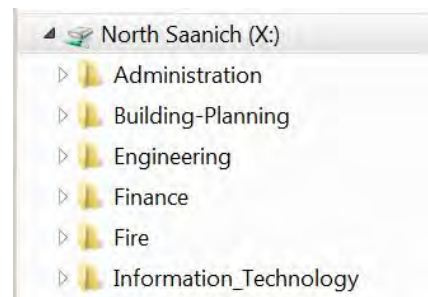 North Saanich (X:)
Administration
Building-Planning
Engineering
Finance
Fire
Information_Technology